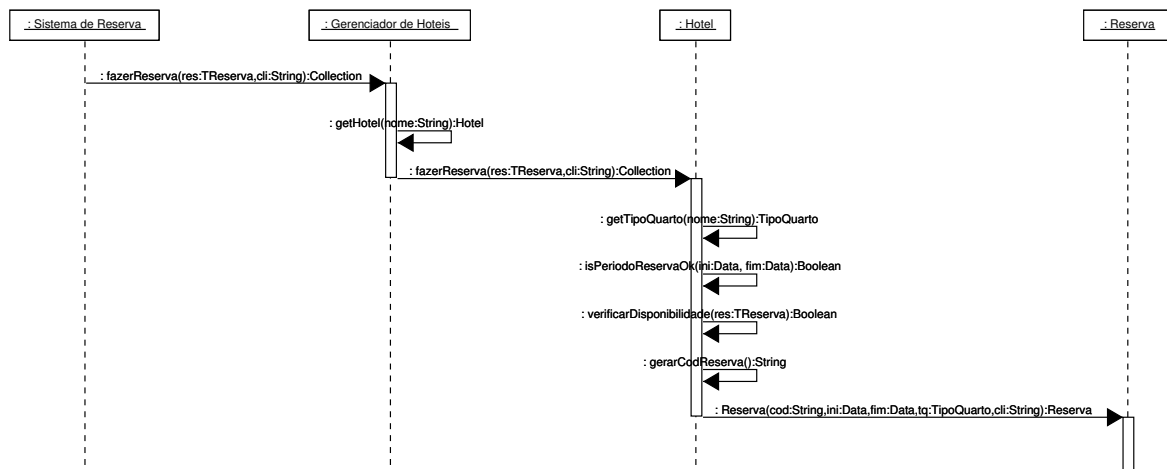 : Sistema de Reserva
: Gerenciador de Hoteis
: Hotel
: Reserva
: fazerReserva(res:TReserva,cli:String):Collection
: getHotel(nome:String):Hotel
: fazerReserva(res:TReserva,cli:String):Collection
: getTipoQuarto(nome:String):TipoQuarto
: isPeriodoReservaOk(ini:Data, fim:Data):Boolean
: verificarDisponibilidade(res:TReserva):Boolean
: gerarCodReserva():String
: Reserva(cod:String,ini:Data,fim:Data,tq:TipoQuarto,cli:String):Reserva